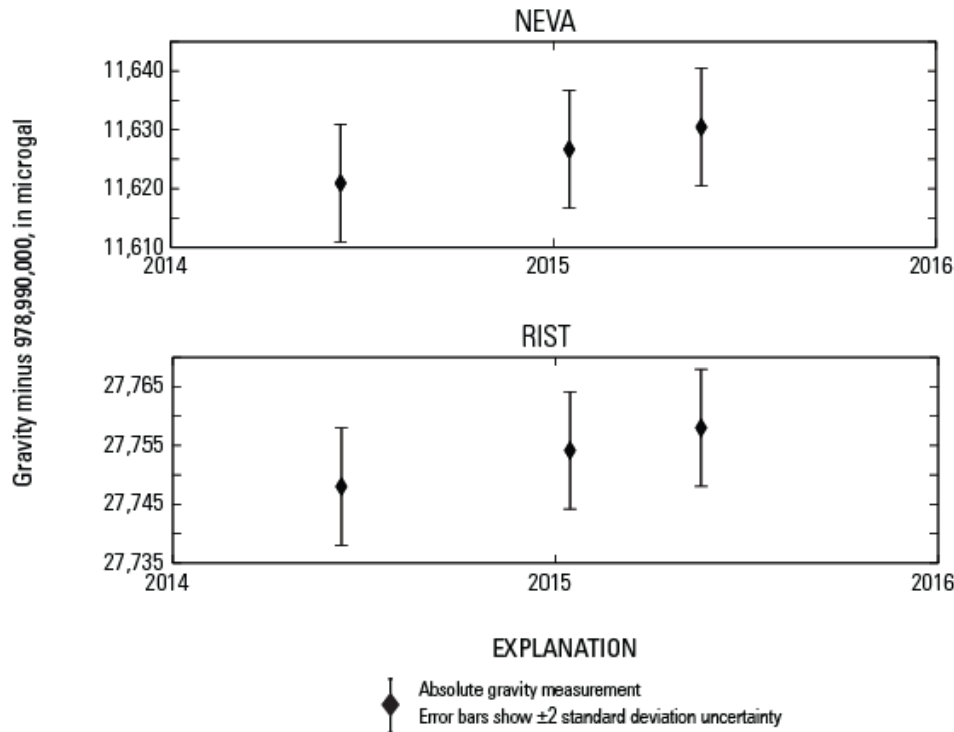 NEVA
Gravity minus 978,990,000, in microgal
11,640
11,630
11,620
11,610
2014
2015
2016
RIST
27,765
27,755
27,745
27,735
2014
2015
2016
EXPLANATION
Absolute gravity measurement
Error bars show ±2 standard deviation uncertainty